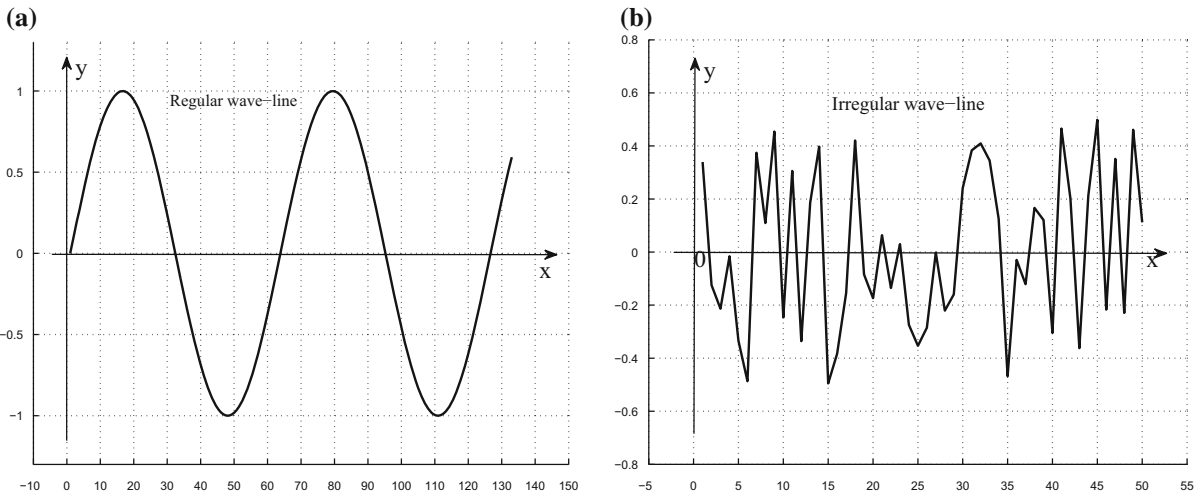 (a)
y
Regular wave−line
1
0.5
0
−0.5
−1
x
−10 0 10 20 30 40 50 60 70 80 90 100 110 120 130 140 150
(b)
0.8
y
0.6
Irregular wave−line
0.4
0.2
0
0
x
−0.2
−0.4
−0.6
−0.8
−5 0 5 10 15 20 25 30 35 40 45 50 55